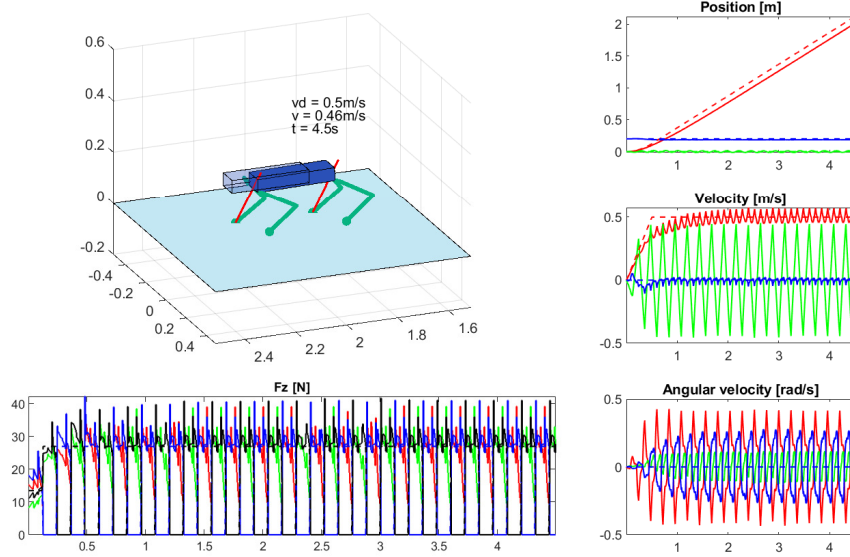 0.6
0.4
0.2
0
-0.2
-0.4
-0.2
0
0.2
0.4
2.4
2.2
2
1.8
1.6
vd = 0.5m/s
v = 0.46m/s
t = 4.5s
Position [m]
2
1.5
1
0.5
0
1 2 3 4
Velocity [m/s]
0.5
0
-0.5
1 2 3 4
Fz [N]
40
30
20
10
0
0.5 1 1.5 2 2.5 3 3.5 4
Angular velocity [rad/s]
0.5
0
-0.5
1 2 3 4